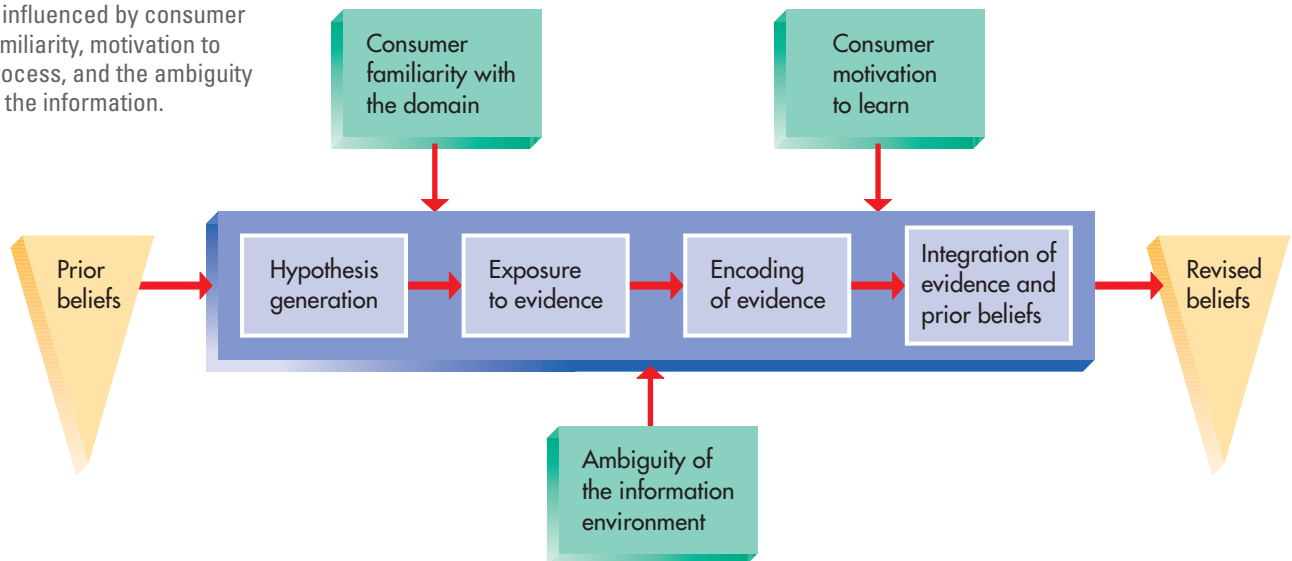 influenced by consumer
miliarity, motivation to
ocess, and the ambiguity
the information.
Consumer
familiarity with
the domain
Consumer
motivation
to learn
Prior
beliefs
Hypothesis
generation
Exposure
to evidence
Encoding
of evidence
Integration of
evidence and
prior beliefs
Revised
beliefs
Ambiguity of
the information
environment